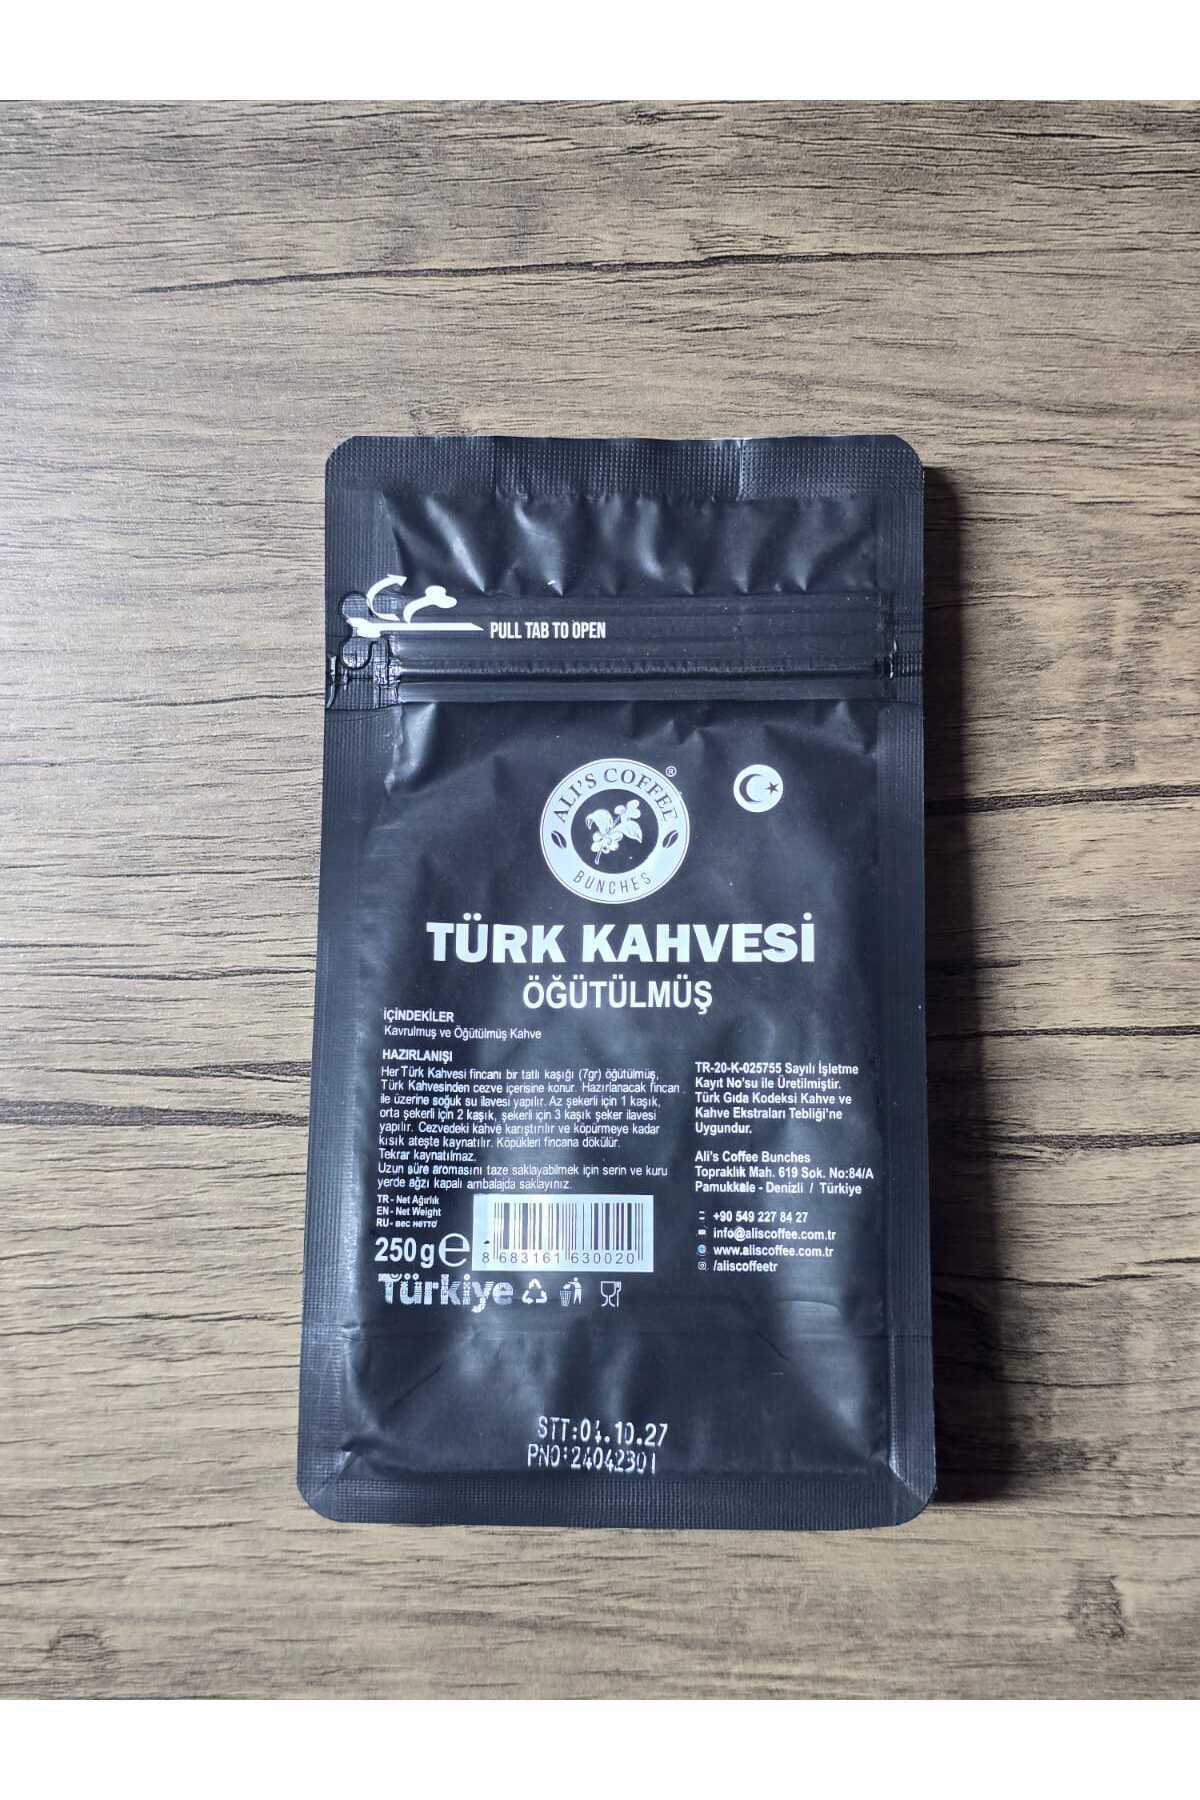 PULL TAB TO OPEN
ALI'S COFFEE ®
BUNCHES
TÜRK KAHVESİ
ÖĞÜTÜLMÜŞ
İÇİNDEKİLER
Kavrulmuş ve Öğütülmüş Kahve
HAZIRLANIŞI
Her Türk Kahvesi fincanı bir tatlı kaşığı (7gr) öğütülmüş,
Türk Kahvesinden cezve içerisine konur. Hazırlanacak fincan
ile üzerine soğuk su ilavesi yapılır. Az şekerli için 1 kaşık,
orta şekerli için 2 kaşık, şekerli için 3 kaşık şeker ilavesi
yapılır. Cezvedeki kahve karıştırılır ve köpürmeye kadar
kısık ateşte kaynatılır. Köpükleri fincana dökülür.
Tekrar kaynatılmaz.
Uzun süre aromasını taze saklayabilmek için serin ve kuru
yerde ağzı kapalı ambalajda saklayınız.
TR - Net Ağırlık
EN - Net Weight
RU - вес нетто
250 g ℮
8 683161 630020
Türkiye
TR-20-K-025755 Sayılı İşletme
Kayıt No'su ile Üretilmiştir.
Türk Gıda Kodeksi Kahve ve
Kahve Ekstraları Tebliği'ne
Uygundur.
Ali's Coffee Bunches
Topraklık Mah. 619 Sok. No:84/A
Pamukkale - Denizli / Türkiye
+90 549 227 84 27
info@aliscoffee.com.tr
www.aliscoffee.com.tr
/aliscoffeetr
STT:04.10.27
PNO:24042301